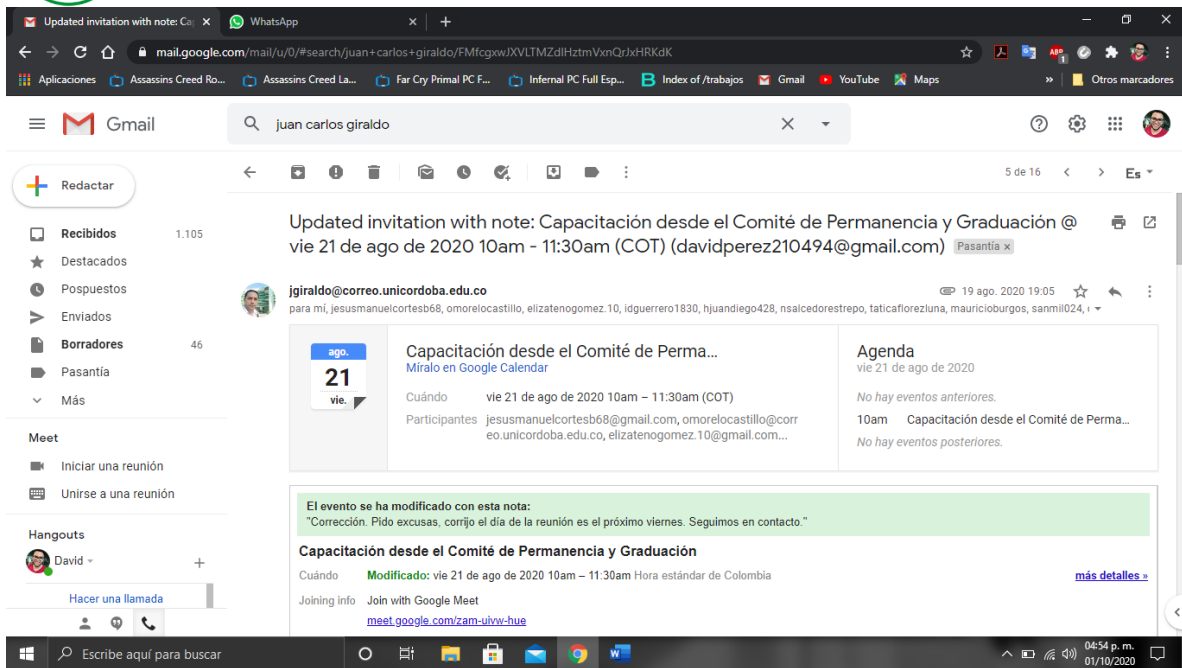 Updated invitation with note: Ca
WhatsApp
mail.google.com/mail/u/0/#search/juan+carlos+giraldo/FMfcgxwJXVLTMZdlHztmVxnQrJxHRKdK
Aplicaciones
Assassins Creed Ro...
Assassins Creed La...
Far Cry Primal PC F...
Infernal PC Full Esp...
Index of /trabajos
Gmail
YouTube
Maps
»
Otros marcadores
Gmail
juan carlos giraldo
Redactar
5 de 16
Es
Recibidos 1.105
Destacados
Pospuestos
Enviados
Borradores 46
Pasantía
Más
Meet
Iniciar una reunión
Unirse a una reunión
Hangouts
David
Hacer una llamada
Updated invitation with note: Capacitación desde el Comité de Permanencia y Graduación @
vie 21 de ago de 2020 10am - 11:30am (COT) (davidperez210494@gmail.com) Pasantía x
jgiraldo@correo.unicordoba.edu.co 19 ago. 2020 19:05
para mí, jesusmanuelcortesb68, omorelocastillo, elizatenogomez.10, idguerrero1830, hjuandiego428, nsalcedorestrepo, taticaflorezluna, mauricioburgos, sanmil024,
ago.
21
vie.
Capacitación desde el Comité de Perma...
Míralo en Google Calendar
Cuándo vie 21 de ago de 2020 10am – 11:30am (COT)
Participantes jesusmanuelcortesb68@gmail.com, omorelocastillo@corr
eo.unicordoba.edu.co, elizatenogomez.10@gmail.com...
Agenda
vie 21 de ago de 2020
No hay eventos anteriores.
10am Capacitación desde el Comité de Perma...
No hay eventos posteriores.
El evento se ha modificado con esta nota:
"Corrección. Pido excusas, corrijo el día de la reunión es el próximo viernes. Seguimos en contacto."
Capacitación desde el Comité de Permanencia y Graduación
Cuándo Modificado: vie 21 de ago de 2020 10am – 11:30am Hora estándar de Colombia
más detalles »
Joining info Join with Google Meet
meet.google.com/zam-uivw-hue
Escribe aquí para buscar
04:54 p. m.
01/10/2020